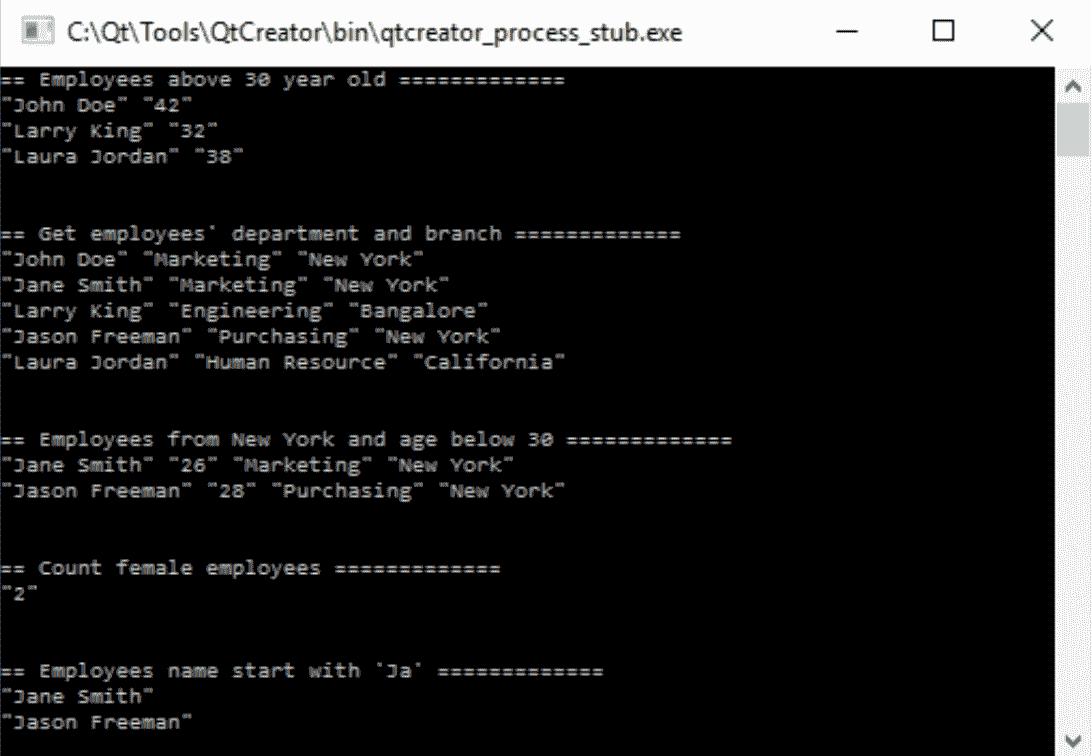 C:\Qt\Tools\QtCreator\bin\qtcreator_process_stub.exe
== Employees above 30 year old =============
"John Doe" "42"
"Larry King" "32"
"Laura Jordan" "38"
== Get employees' department and branch =============
"John Doe" "Marketing" "New York"
"Jane Smith" "Marketing" "New York"
"Larry King" "Engineering" "Bangalore"
"Jason Freeman" "Purchasing" "New York"
"Laura Jordan" "Human Resource" "California"
== Employees from New York and age below 30 =============
"Jane Smith" "26" "Marketing" "New York"
"Jason Freeman" "28" "Purchasing" "New York"
== Count female employees =============
"2"
== Employees name start with 'Ja' =============
"Jane Smith"
"Jason Freeman"